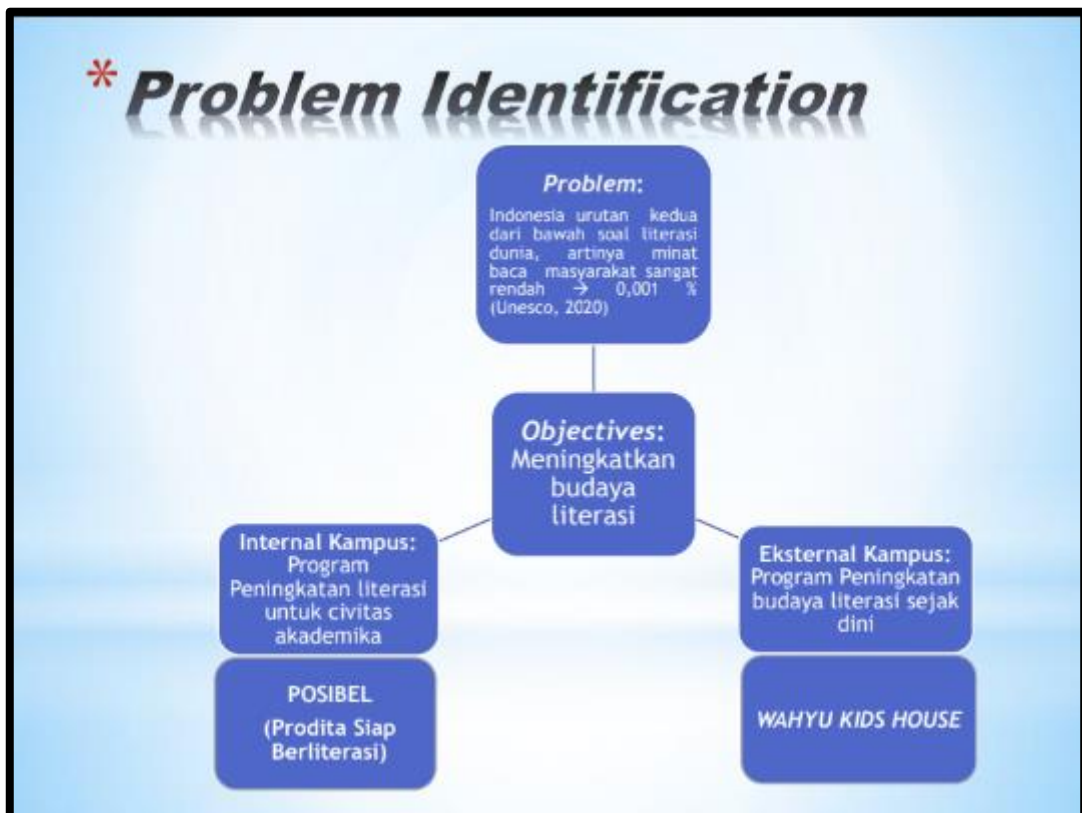 * Problem Identification
Problem:
Indonesia urutan kedua
dari bawah soal literasi
dunia, artinya minat
baca masyarakat sangat
rendah → 0,001 %
(Unesco, 2020)
Objectives:
Meningkatkan
budaya
literasi
Internal Kampus:
Program
Peningkatan literasi
untuk civitas
akademika
POSIBEL
(Prodita Siap
Berliterasi)
Eksternal Kampus:
Program Peningkatan
budaya literasi sejak
dini
WAHYU KIDS HOUSE